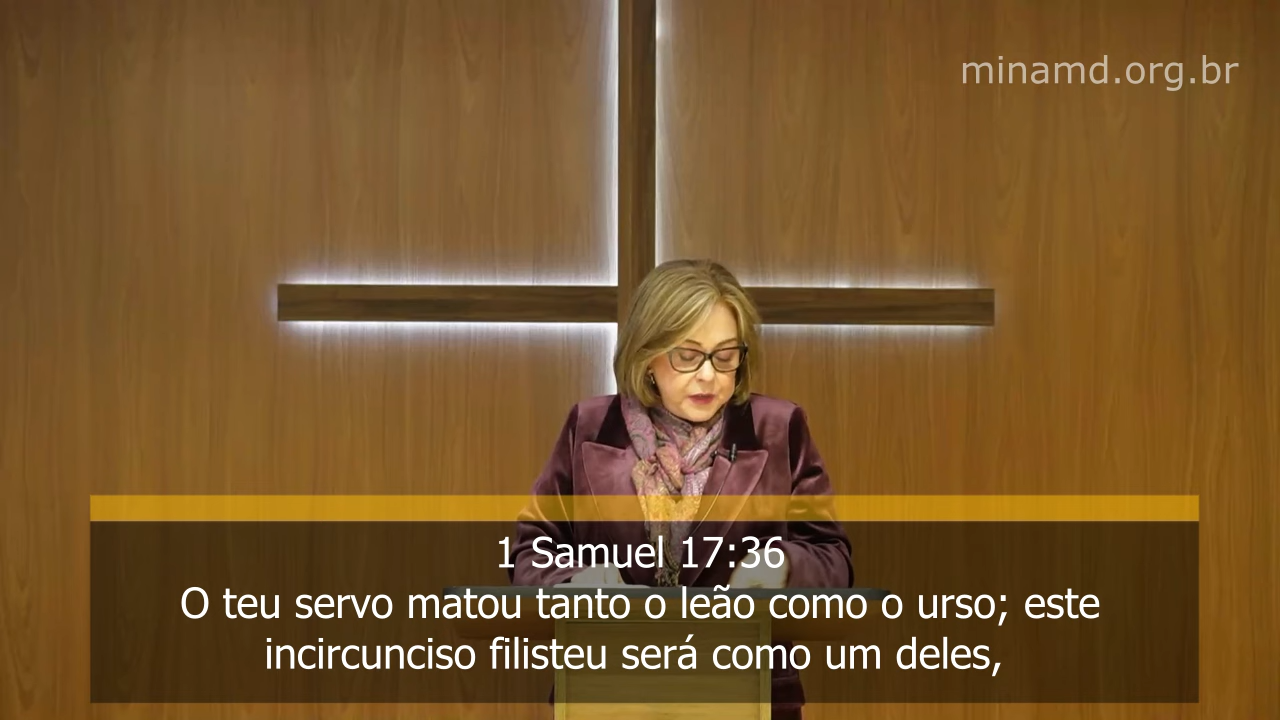 minamd.org.br
1 Samuel 17:36
O teu servo matou tanto o leão como o urso; este
incircunciso filisteu será como um deles,